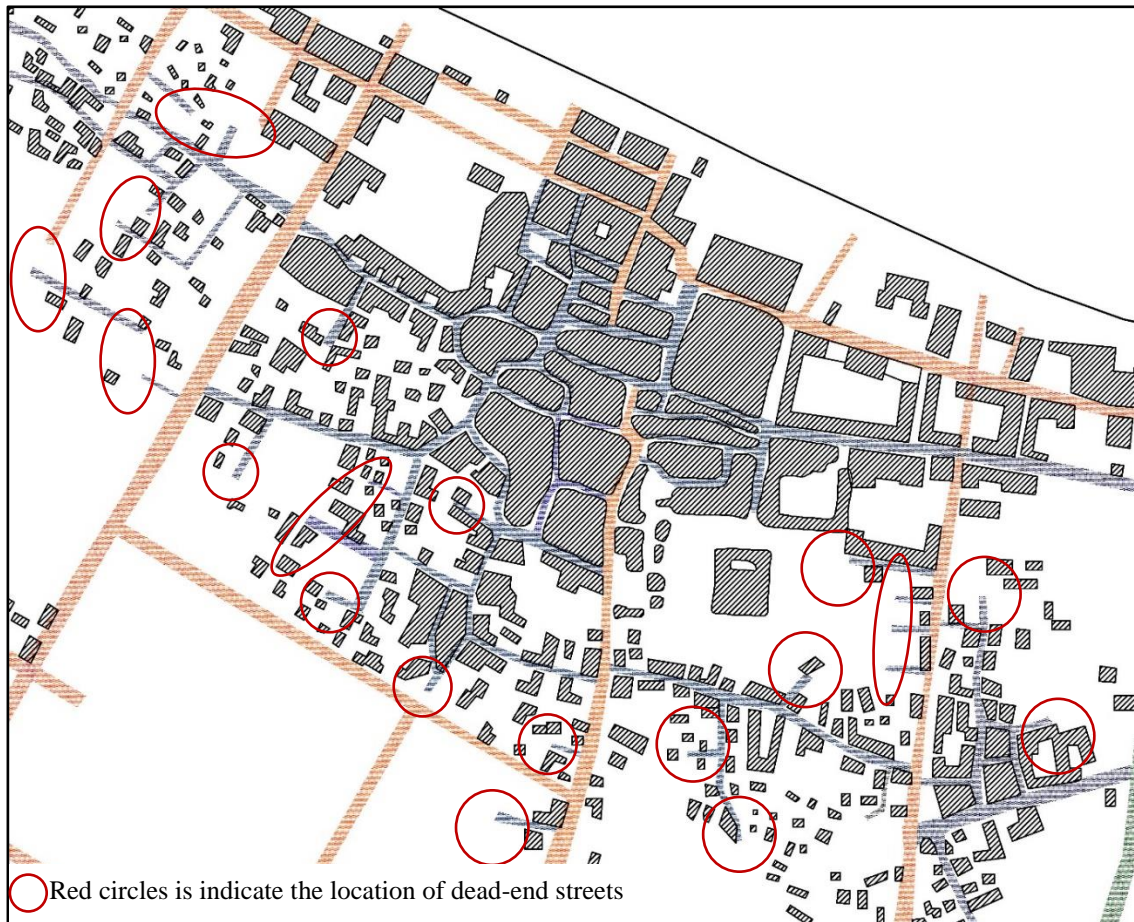 Red circles is indicate the location of dead-end streets